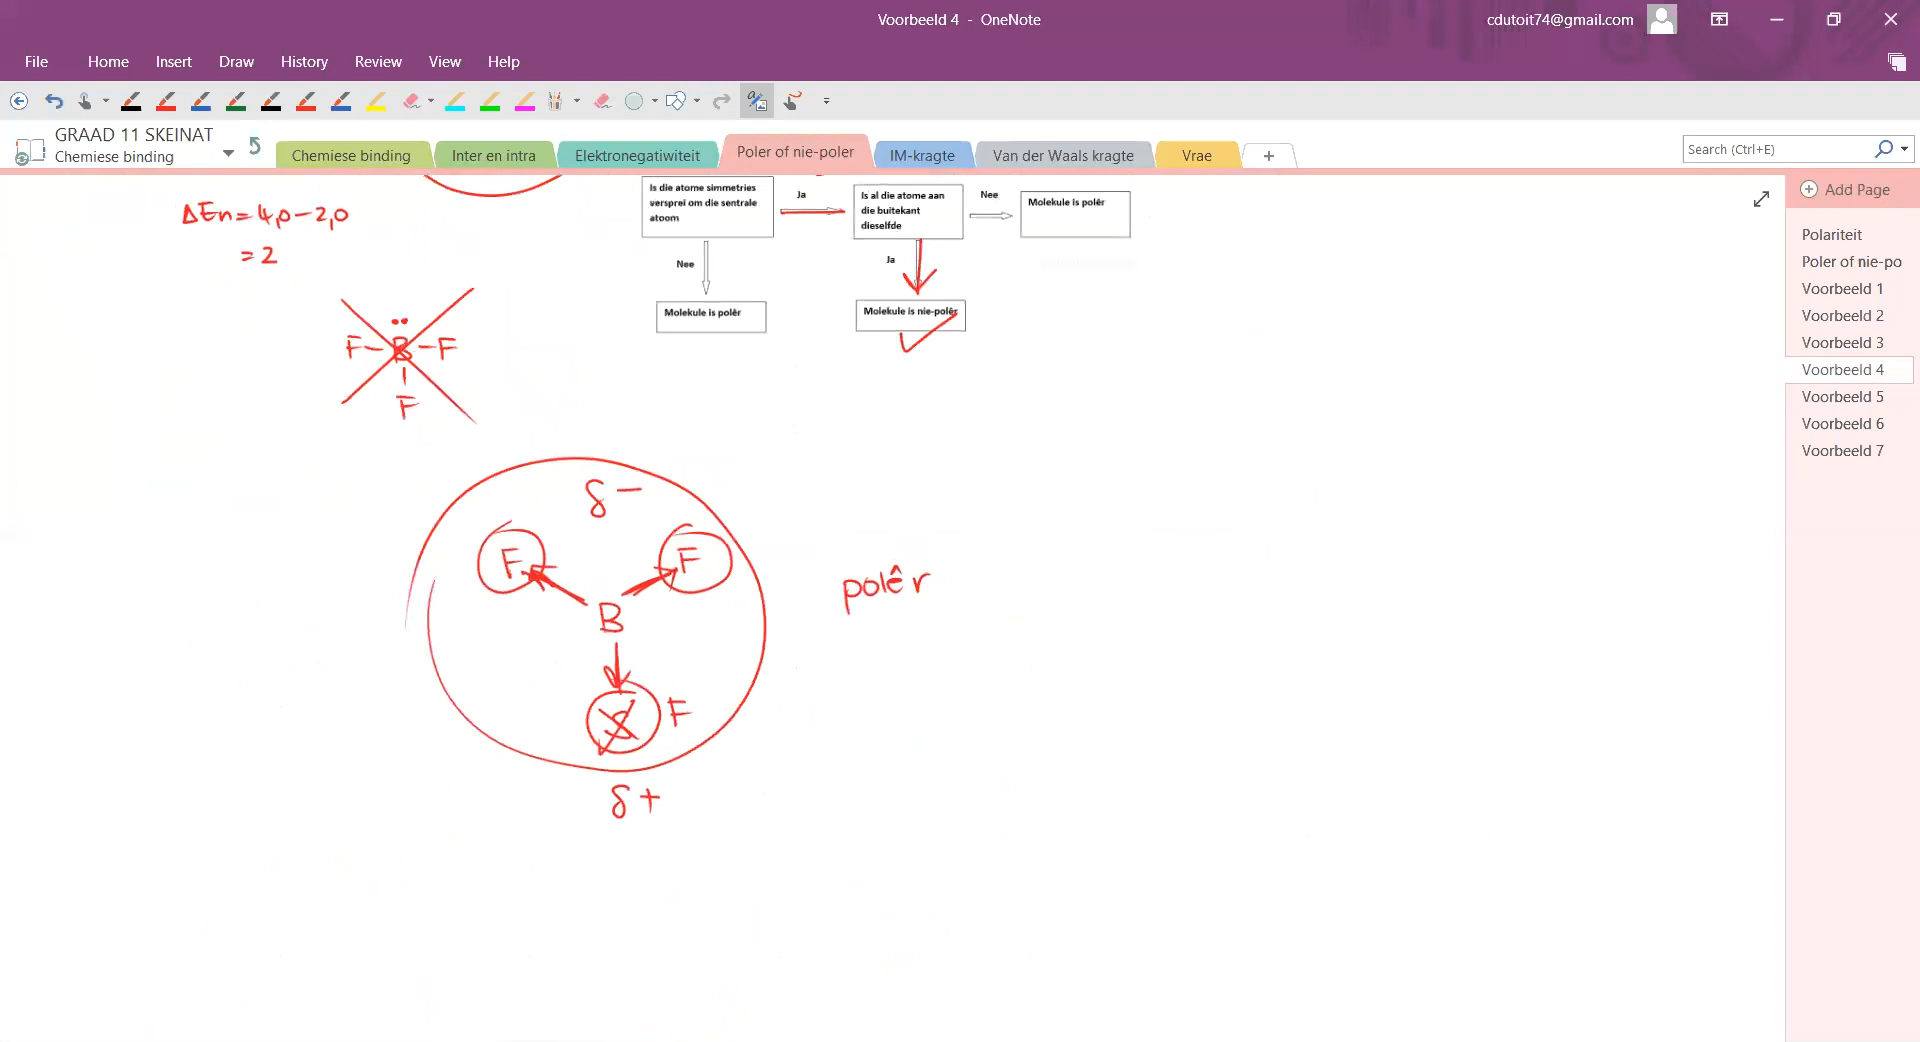 Voorbeeld 4 - OneNote
cdutoit74@gmail.com
File Home Insert Draw History Review View Help
GRAAD 11 SKEINAT
Chemiese binding
Chemiese binding
Inter en intra
Elektronegatiwiteit
Poler of nie-poler
IM-kragte
Van der Waals kragte
Vrae
+
Search (Ctrl+E)
Add Page
Polariteit
Poler of nie-po
Voorbeeld 1
Voorbeeld 2
Voorbeeld 3
Voorbeeld 4
Voorbeeld 5
Voorbeeld 6
Voorbeeld 7
ΔEn = 4,0 - 2,0
= 2
Is die atome simmetries
versprei om die sentrale
atoom
Ja
Is al die atome aan
die buitekant
dieselfde
Nee
Molekule is polêr
Nee
Ja
Molekule is polêr
Molekule is nie-polêr
F - B - F
F
δ -
F F
B
S F
δ +
polêr